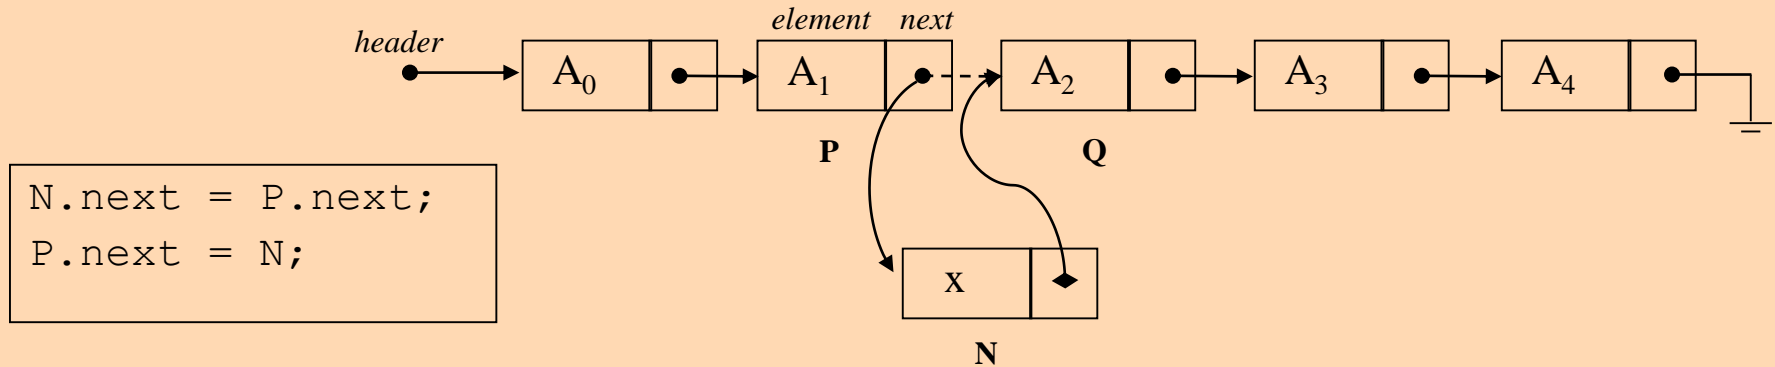 element next
header
A₀ A₁ A₂ A₃ A₄
P Q
N.next = P.next;
P.next = N;
x
N